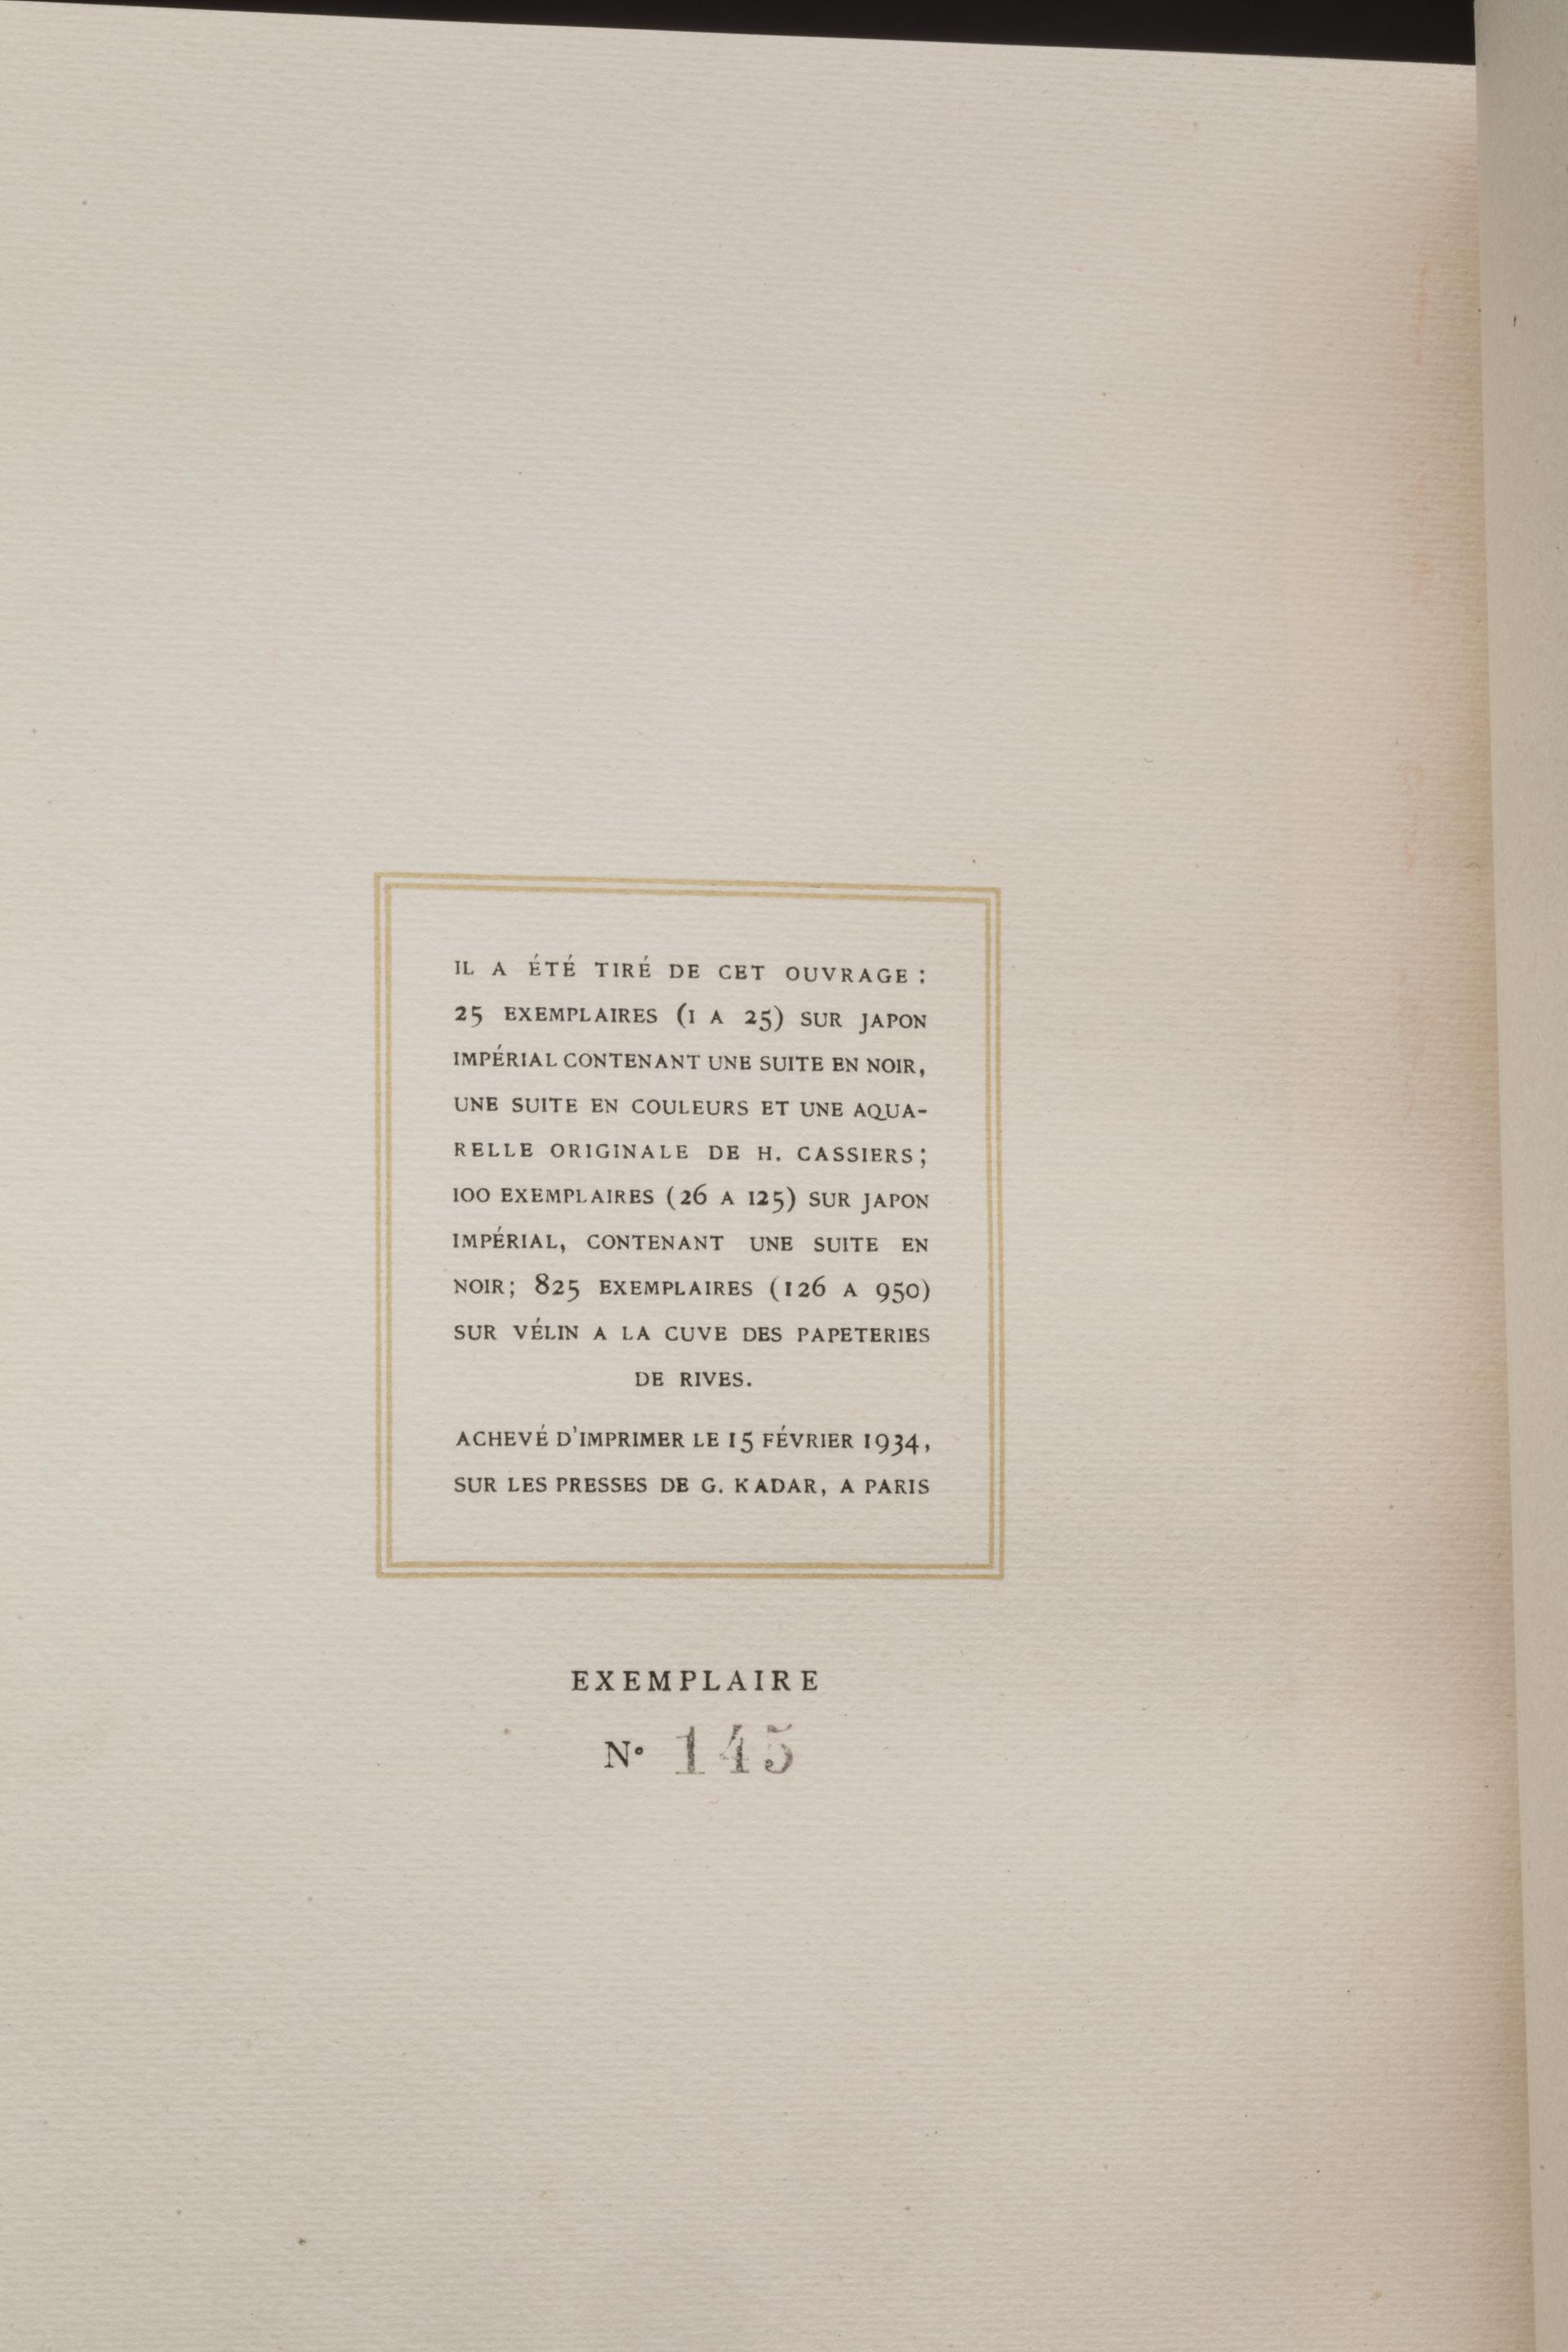 IL A ÉTÉ TIRÉ DE CET OUVRAGE :
25 EXEMPLAIRES (1 A 25) SUR JAPON
IMPÉRIAL CONTENANT UNE SUITE EN NOIR,
UNE SUITE EN COULEURS ET UNE AQUA-
RELLE ORIGINALE DE H. CASSIERS ;
100 EXEMPLAIRES (26 A 125) SUR JAPON
IMPÉRIAL, CONTENANT UNE SUITE EN
NOIR ; 825 EXEMPLAIRES (126 A 950)
SUR VÉLIN A LA CUVE DES PAPETERIES
DE RIVES.
ACHEVÉ D'IMPRIMER LE 15 FÉVRIER 1934,
SUR LES PRESSES DE G. KADAR, A PARIS
EXEMPLAIRE
N° 145